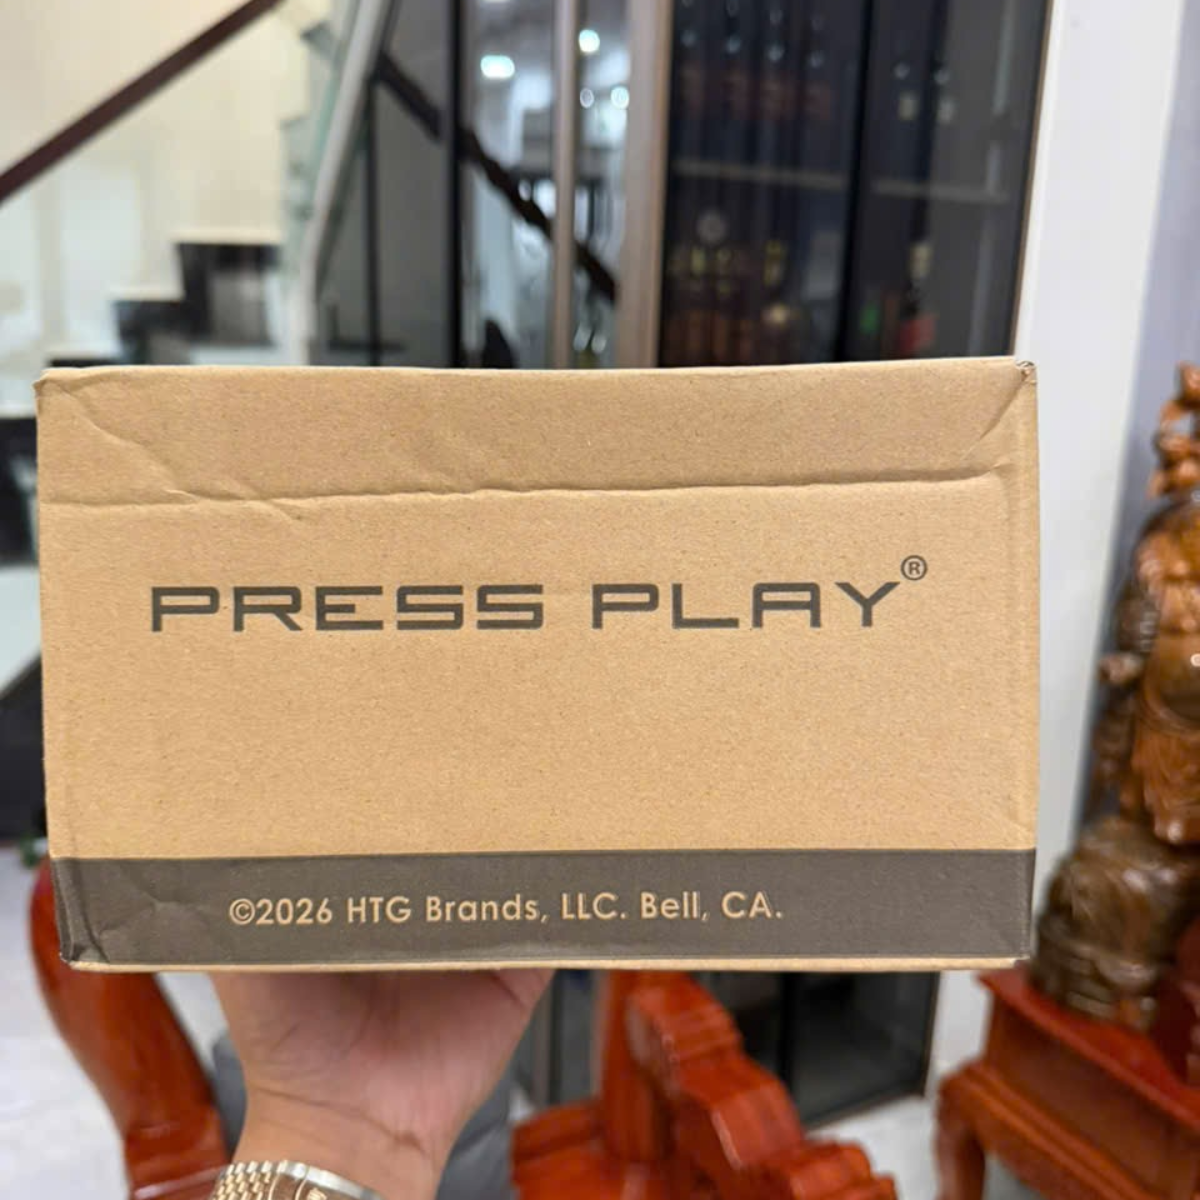 PRESS PLAY®
©2026 HTG Brands, LLC. Bell, CA.